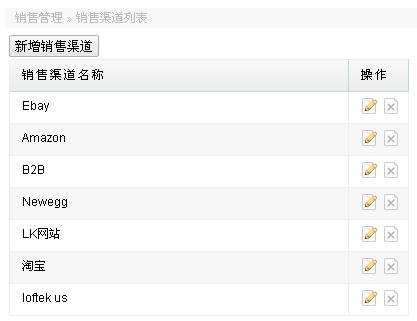 销售管理 » 销售渠道列表
新增销售渠道
销售渠道名称 操作
Ebay
Amazon
B2B
Newegg
LK网站
淘宝
loftek us